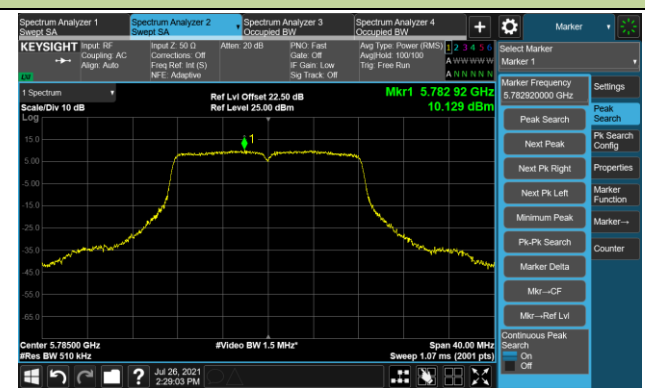 Spectrum Analyzer 1
Swept SA
Spectrum Analyzer 2
Swept SA
Spectrum Analyzer 3
Occupied BW
Spectrum Analyzer 4
Occupied BW
+
Marker
KEYSIGHT
Input: RF
Coupling: AC
Align: Auto
Input Z: 50 Ω
Corrections: Off
Freq Ref: Int (S)
NFE: Adaptive
Atten: 20 dB
PNO: Fast
Gate: Off
IF Gain: Low
Sig Track: Off
Avg Type: Power (RMS)
Avg|Hold: 100/100
Trig: Free Run
1 2 3 4 5 6
A W W W W W
A N N N N N
Select Marker
Marker 1
1 Spectrum
Scale/Div 10 dB
Log
Ref Lvl Offset 22.50 dB
Ref Level 25.00 dBm
Mkr1 5.782 92 GHz
10.129 dBm
1
15.0
5.00
-5.00
-15.0
-25.0
-35.0
-45.0
-55.0
-65.0
Center 5.78500 GHz
#Res BW 510 kHz
#Video BW 1.5 MHz*
Span 40.00 MHz
Sweep 1.07 ms (2001 pts)
Marker Frequency
5.782920000 GHz
Peak Search
Next Peak
Next Pk Right
Next Pk Left
Minimum Peak
Pk-Pk Search
Marker Delta
Mkr→CF
Mkr→Ref Lvl
Continuous Peak
Search
On
Off
Settings
Peak
Search
Pk Search
Config
Properties
Marker
Function
Marker→
Counter
?
Jul 26, 2021
2:29:03 PM